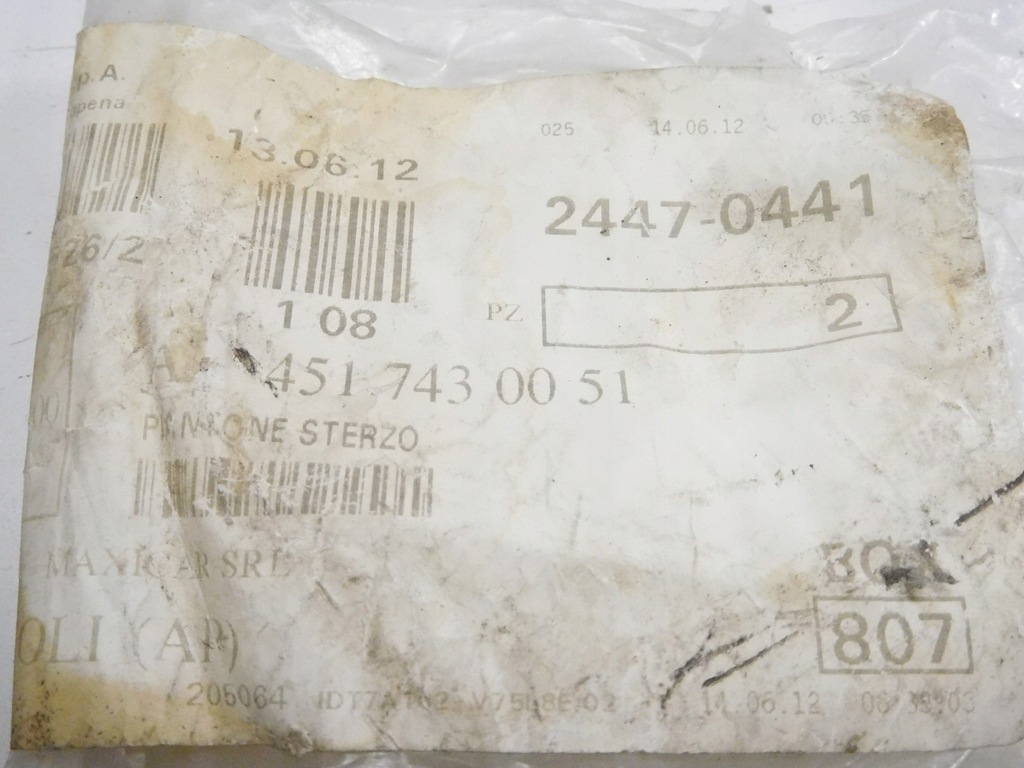 p.A.
13.06.12
025 14.06.12
2447-0441
26/2
1 08
PZ 2
451 743 00 51
STERZO
MAXICAR SRL
BOX
OLI (AP)
807
205064 14.06.12